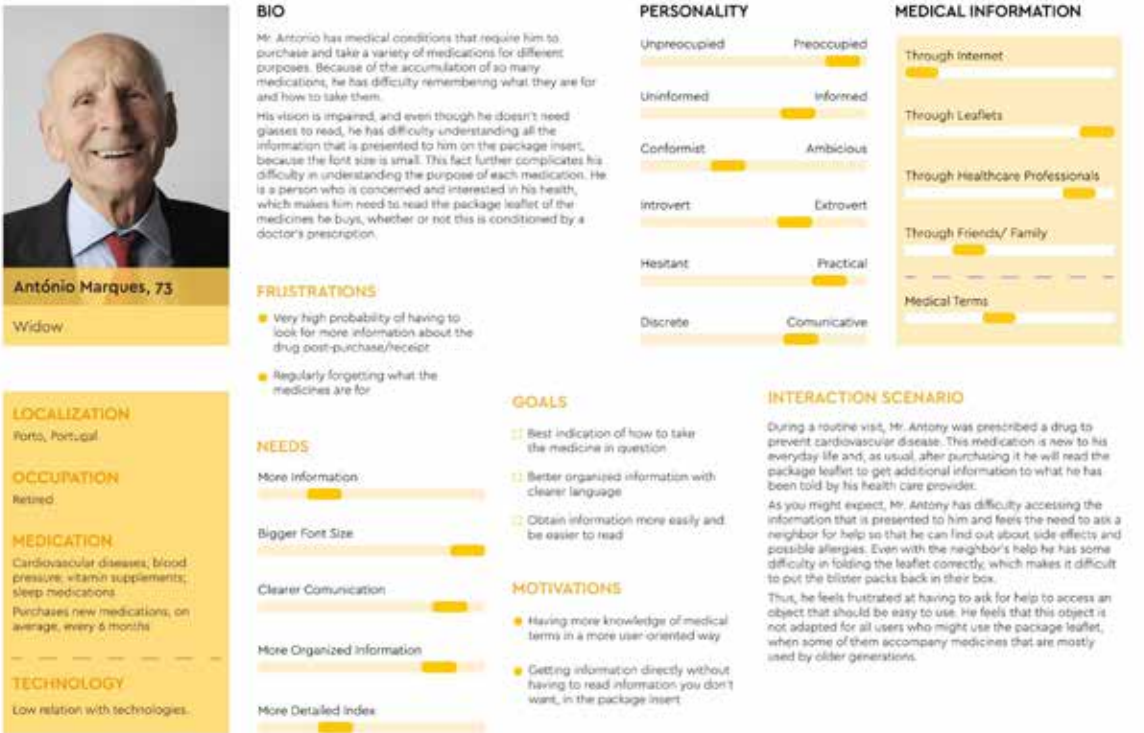 António Marques, 73
Widow
LOCALIZATION
Porto, Portugal
OCCUPATION
Retired
MEDICATION
Cardiovascular diseases; blood
pressure; vitamin supplements;
sleep medications
Purchases new medications, on
average, every 6 months
TECHNOLOGY
Low relation with technologies.
BIO
Mr. Antonio has medical conditions that require him to
purchase and take a variety of medications for different
purposes. Because of the accumulation of so many
medications, he has difficulty remembering what they are for
and how to take them.
His vision is impaired, and even though he doesn't need
glasses to read, he has difficulty understanding all the
information that is presented to him on the package insert,
because the font size is small. This fact further complicates his
difficulty in understanding the purpose of each medication. He
is a person who is concerned and interested in his health,
which makes him need to read the package leaflet of the
medicines he buys, whether or not this is conditioned by a
doctor's prescription.
FRUSTRATIONS
Very high probability of having to
look for more information about the
drug post-purchase/receipt
Regularly forgetting what the
medicines are for
NEEDS
More Information
Bigger Font Size
Clearer Comunication
More Organized Information
More Detailed Index
GOALS
Best indication of how to take
the medicine in question
Better organized information with
clearer language
Obtain information more easily and
be easier to read
MOTIVATIONS
Having more knowledge of medical
terms in a more user-oriented way
Getting information directly without
having to read information you don't
want, in the package insert
PERSONALITY
Unpreocupied Preoccupied
Uninformed Informed
Conformist Ambicious
Introvert Extrovert
Hesitant Practical
Discrete Comunicative
MEDICAL INFORMATION
Through Internet
Through Leaflets
Through Healthcare Professionals
Through Friends/ Family
Medical Terms
INTERACTION SCENARIO
During a routine visit, Mr. Antony was prescribed a drug to
prevent cardiovascular disease. This medication is new to his
everyday life and, as usual, after purchasing it he will read the
package leaflet to get additional information to what he has
been told by his health care provider.
As you might expect, Mr. Antony has difficulty accessing the
information that is presented to him and feels the need to ask a
neighbor for help so that he can find out about side effects and
possible allergies. Even with the neighbor's help he has some
difficulty in folding the leaflet correctly, which makes it difficult
to put the blister packs back in their box.
Thus, he feels frustrated at having to ask for help to access an
object that should be easy to use. He feels that this object is
not adapted for all users who might use the package leaflet,
when some of them accompany medicines that are mostly
used by older generations.